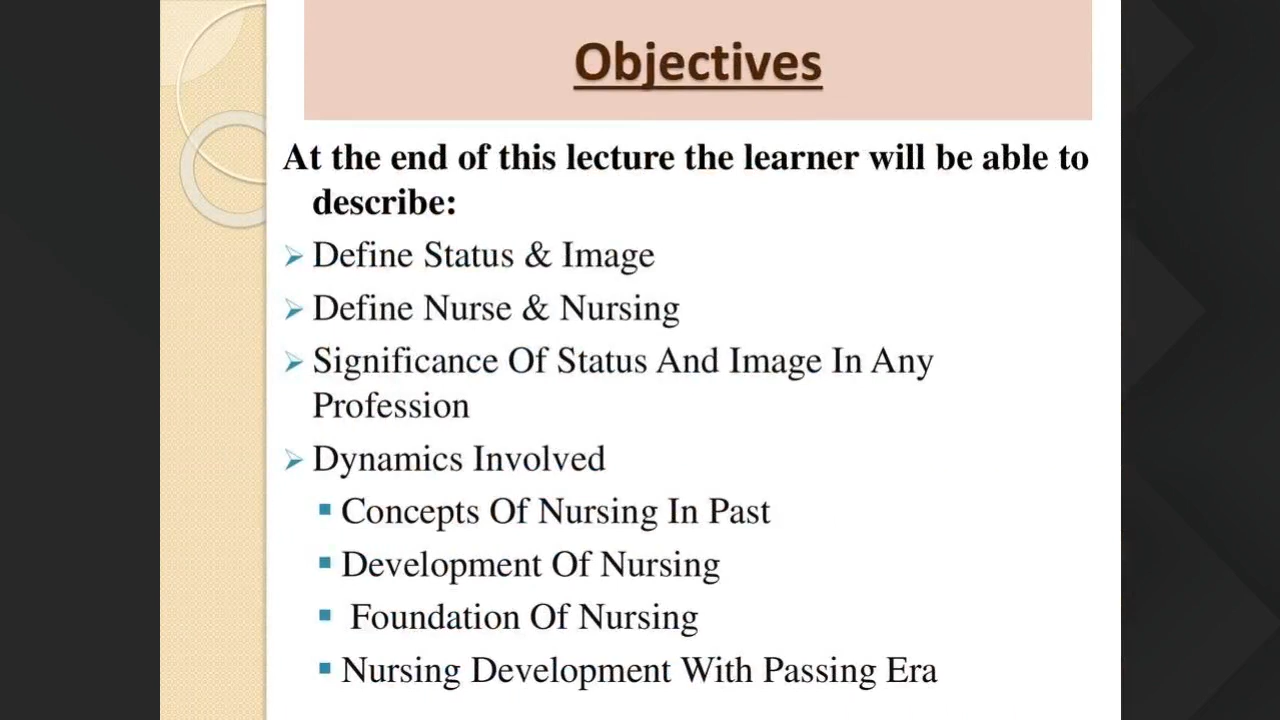 Objectives
At the end of this lecture the learner will be able to
describe:
➢ Define Status & Image
➢ Define Nurse & Nursing
➢ Significance Of Status And Image In Any
Profession
➢ Dynamics Involved
▪ Concepts Of Nursing In Past
▪ Development Of Nursing
▪ Foundation Of Nursing
▪ Nursing Development With Passing Era